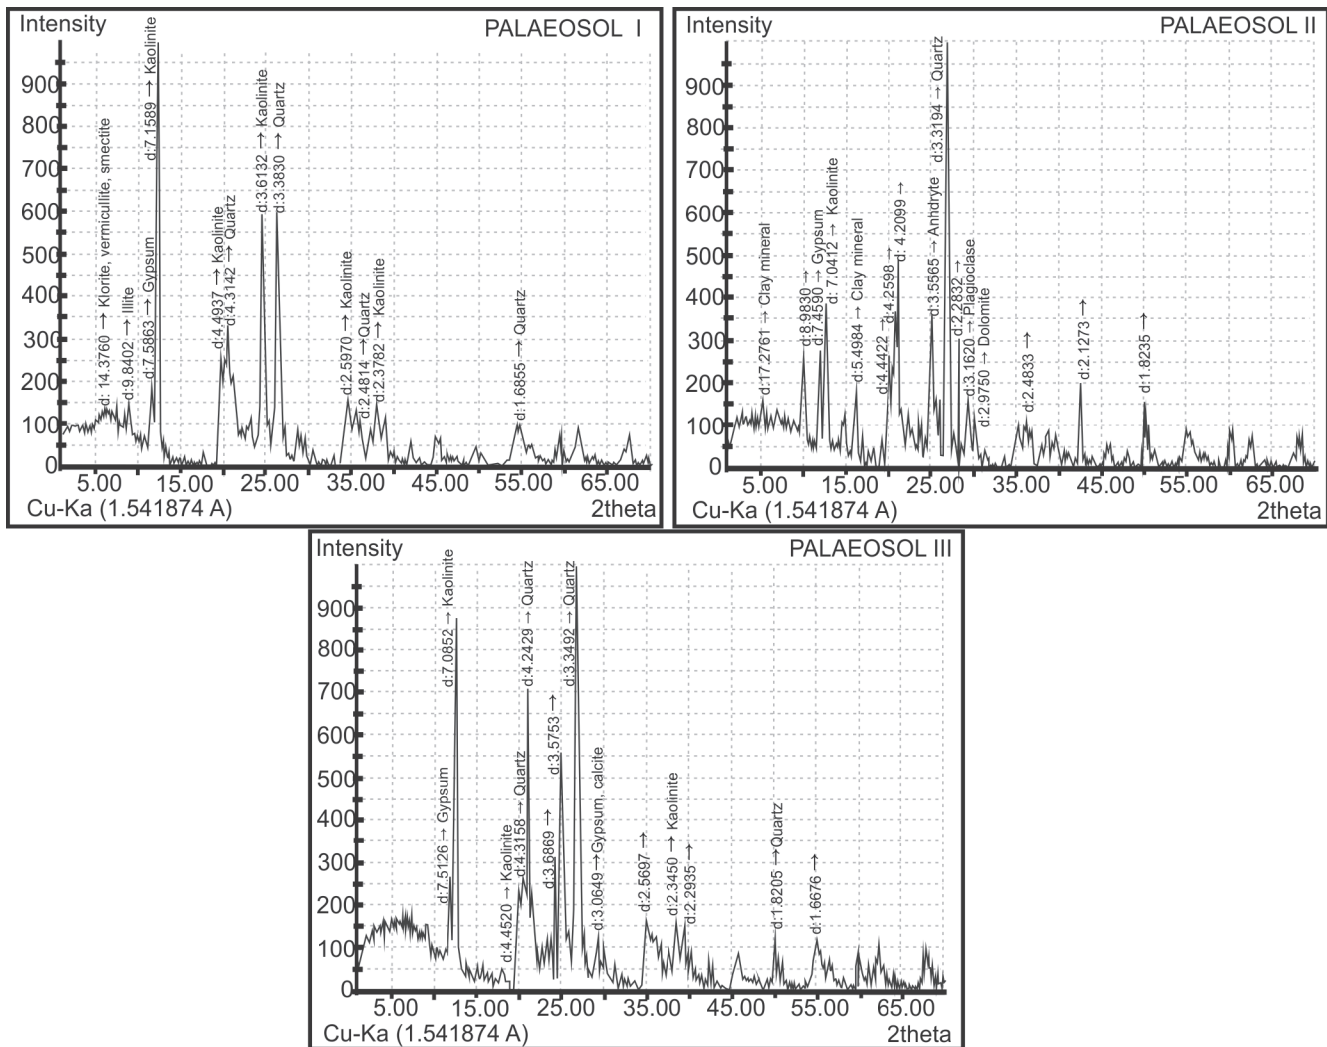 Intensity
PALAEOSOL I
900
800
700
600
500
400
300
200
100
0
d: 14.3760 → Klorite, vermicullite, smectite
d:9.8402 → Illite
d:7.5863 → Gypsum
d:7.1589 → Kaolinite
d:4.4937 → Kaolinite
d:4.3142 → Quartz
d:3.6132 → Kaolinite
d:3.3830 → Quartz
d:2.5970 → Kaolinite
d:2.4814 → Quartz
d:2.3782 → Kaolinite
d:1.6855 → Quartz
5.00 15.00 25.00 35.00 45.00 55.00 65.00
Cu-Ka (1.541874 A)
2theta
Intensity
PALAEOSOL II
900
800
700
600
500
400
300
200
100
0
d:17.2761 → Clay mineral
d:8.9830 →
d:7.4590 → Gypsum
d: 7.0412 → Kaolinite
d:5.4984 → Clay mineral
d:4.4422 →
d:4.2598 →
d: 4.2099 →
d:3.5565 → Anhdryte
d:3.3194 → Quartz
d:2.2832 →
d:3.1620 → Plagioclase
d:2.9750 → Dolomite
d:2.4833 →
d:2.1273 →
d:1.8235 →
5.00 15.00 25.00 35.00 45.00 55.00 65.00
Cu-Ka (1.541874 A)
2theta
Intensity
PALAEOSOL III
900
800
700
600
500
400
300
200
100
0
d:7.5126 → Gypsum
d:7.0852 → Kaolinite
d:4.4520 → Kaolinite
d:4.3158 → Quartz
d:4.2429 → Quartz
d:3.6869 →
d:3.5753 →
d:3.3492 → Quartz
d:3.0649 → Gypsum, calcite
d:2.5697 →
d:2.3450 → Kaolinite
d:2.2935 →
d:1.8205 → Quartz
d:1.6676 →
5.00 15.00 25.00 35.00 45.00 55.00 65.00
Cu-Ka (1.541874 A)
2theta